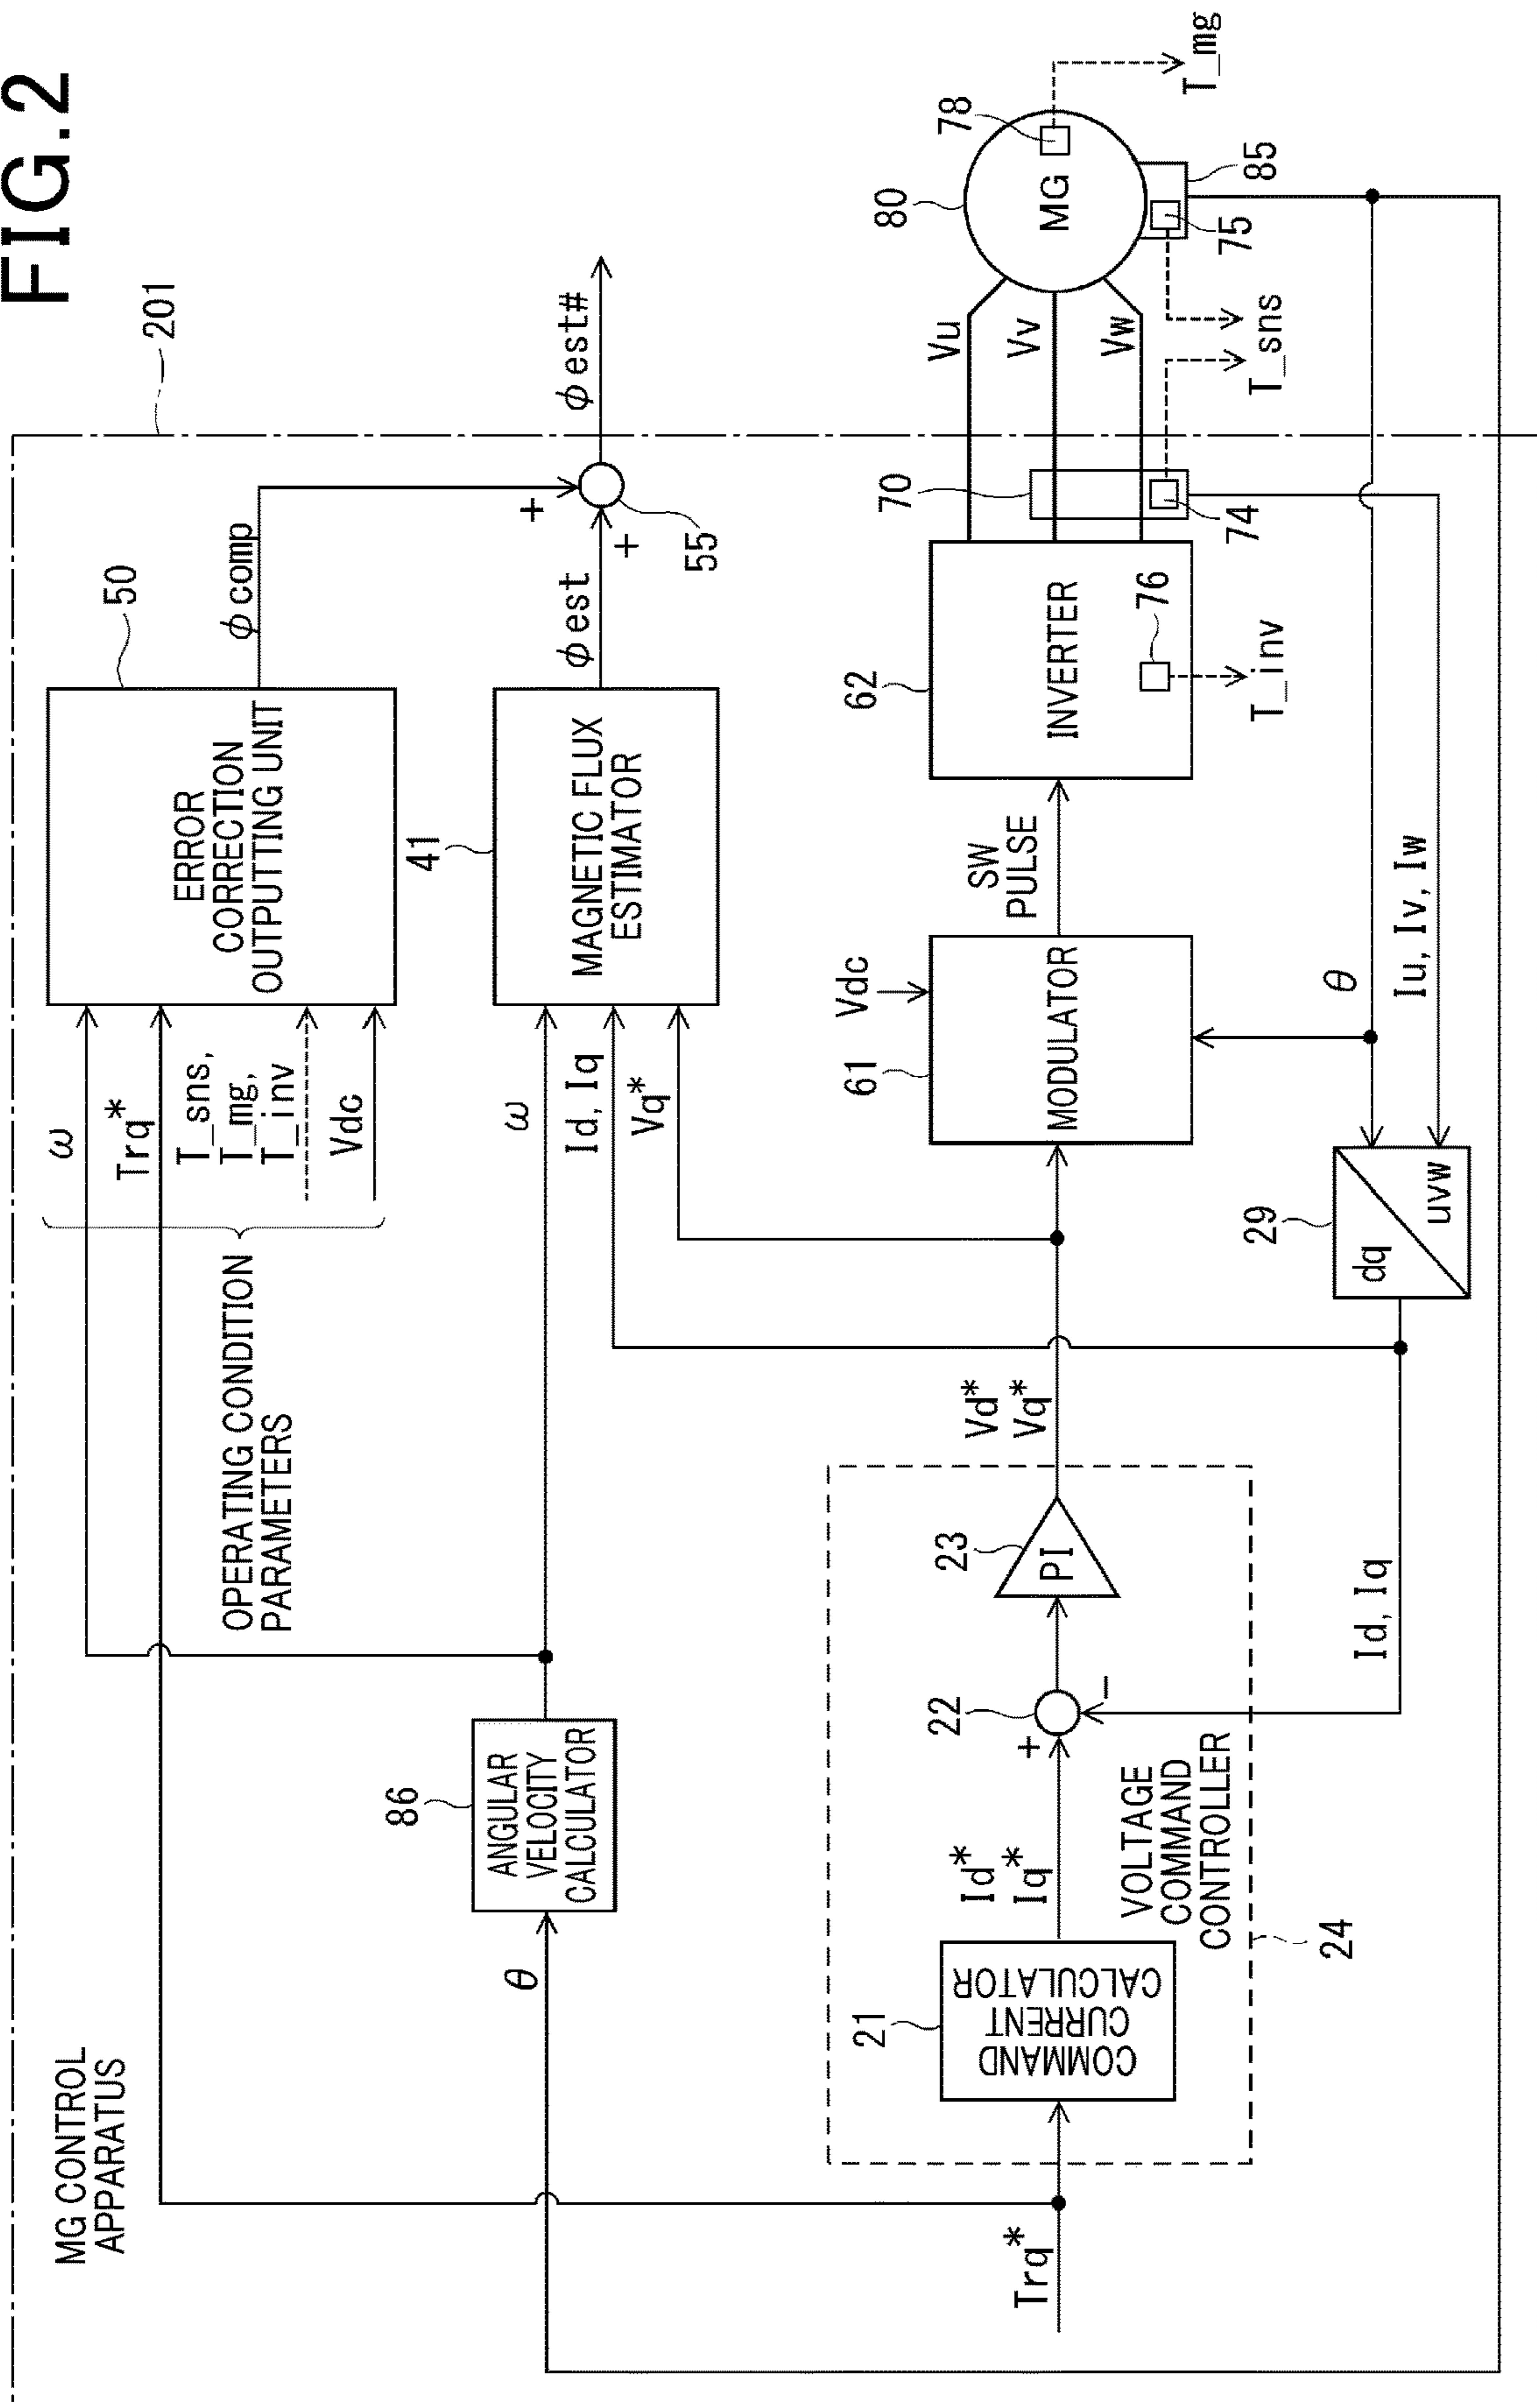 FIG.2
MG CONTROL
APPARATUS
201
ω
Trq*
T_sns,
T_mg,
T_inv
Vdc
OPERATING CONDITION
PARAMETERS
50
ERROR
CORRECTION
OUTPUTTING UNIT
φcomp
+
+
55
φest#
θ
86
ANGULAR
VELOCITY
CALCULATOR
ω
Id, Iq
Vq*
41
MAGNETIC FLUX
ESTIMATOR
φest
Trq*
21
COMMAND
CURRENT
CALCULATOR
Id*
Iq*
+
-
22
23
PI
VOLTAGE
COMMAND
CONTROLLER
24
Vd*
Vq*
61
Vdc
MODULATOR
SW
PULSE
62
INVERTER
76
T_inv
70
74
T_sns
Vu
Vv
Vw
80
MG
78
T_mg
75
85
Id, Iq
29
dq
uvw
θ
Iu, Iv, Iw